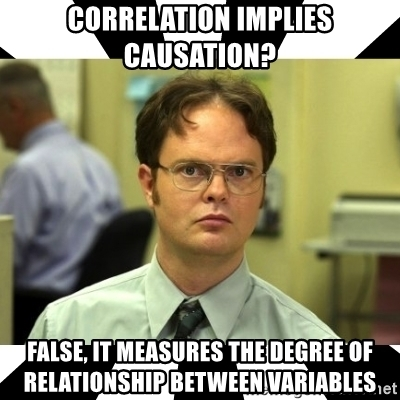 CORRELATION IMPLIES
CAUSATION?
FALSE, IT MEASURES THE DEGREE OF
RELATIONSHIP BETWEEN VARIABLES